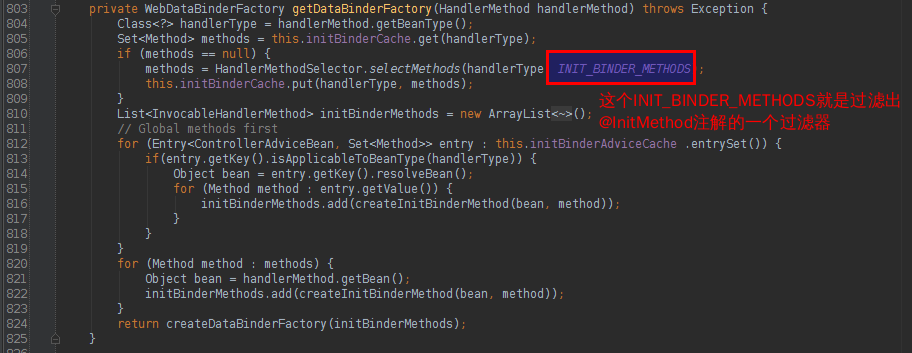 803 private WebDataBinderFactory getDataBinderFactory(HandlerMethod handlerMethod) throws Exception {
804 Class<?> handlerType = handlerMethod.getBeanType();
805 Set<Method> methods = this.initBinderCache.get(handlerType);
806 if (methods == null) {
807 methods = HandlerMethodSelector.selectMethods(handlerType INIT_BINDER_METHODS ;
808 this.initBinderCache.put(handlerType, methods);
这个INIT_BINDER_METHODS就是过滤出
809 }
810 List<InvocableHandlerMethod> initBinderMethods = new ArrayList<~>();
@InitMethod注解的一个过滤器
811 // Global methods first
812 for (Entry<ControllerAdviceBean, Set<Method>> entry : this.initBinderAdviceCache .entrySet()) {
813 if(entry.getKey().isApplicableToBeanType(handlerType)) {
814 Object bean = entry.getKey().resolveBean();
815 for (Method method : entry.getValue()) {
816 initBinderMethods.add(createInitBinderMethod(bean, method));
817 }
818 }
819 }
820 for (Method method : methods) {
821 Object bean = handlerMethod.getBean();
822 initBinderMethods.add(createInitBinderMethod(bean, method));
823 }
824 return createDataBinderFactory(initBinderMethods);
825 }